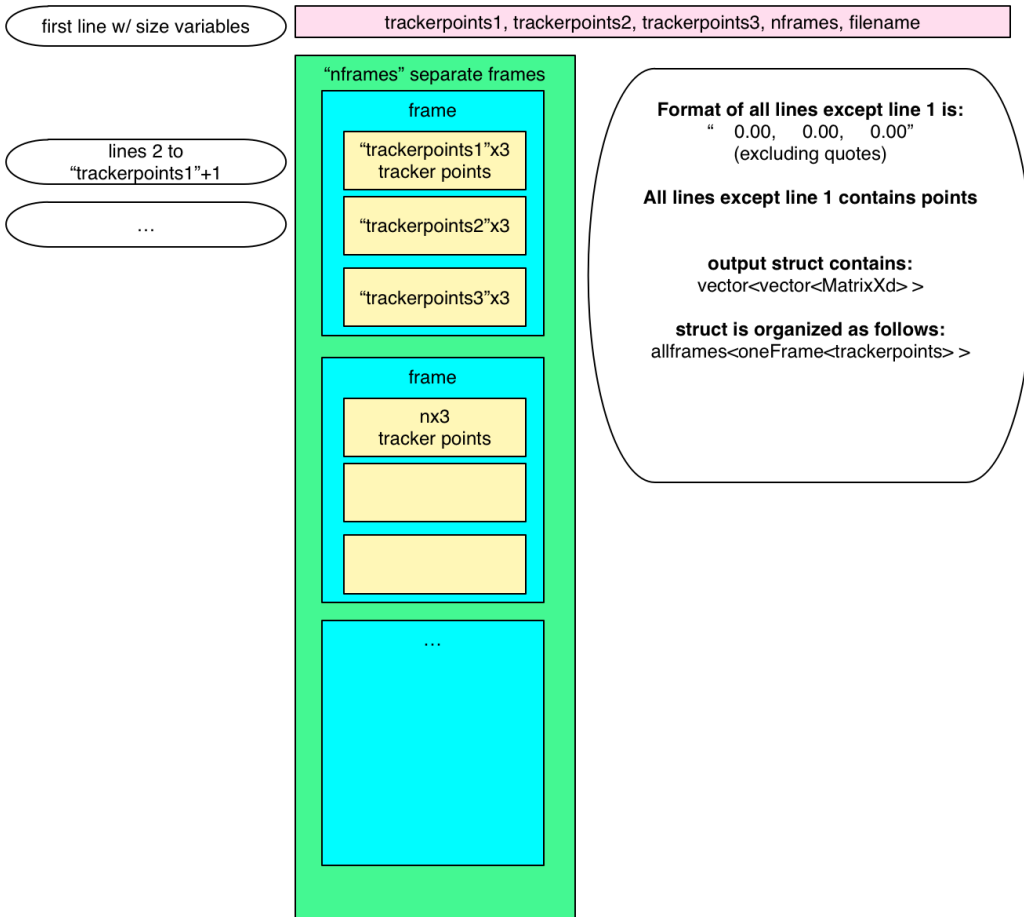 first line w/ size variables
trackerpoints1, trackerpoints2, trackerpoints3, nframes, filename
“nframes” separate frames
frame
“trackerpoints1”x3
tracker points
“trackerpoints2”x3
“trackerpoints3”x3
lines 2 to
“trackerpoints1”+1
…
frame
nx3
tracker points
…
Format of all lines except line 1 is:
“    0.00,    0.00,    0.00”
(excluding quotes)
All lines except line 1 contains points
output struct contains:
vector<vector<MatrixXd> >
struct is organized as follows:
allframes<oneFrame<trackerpoints> >